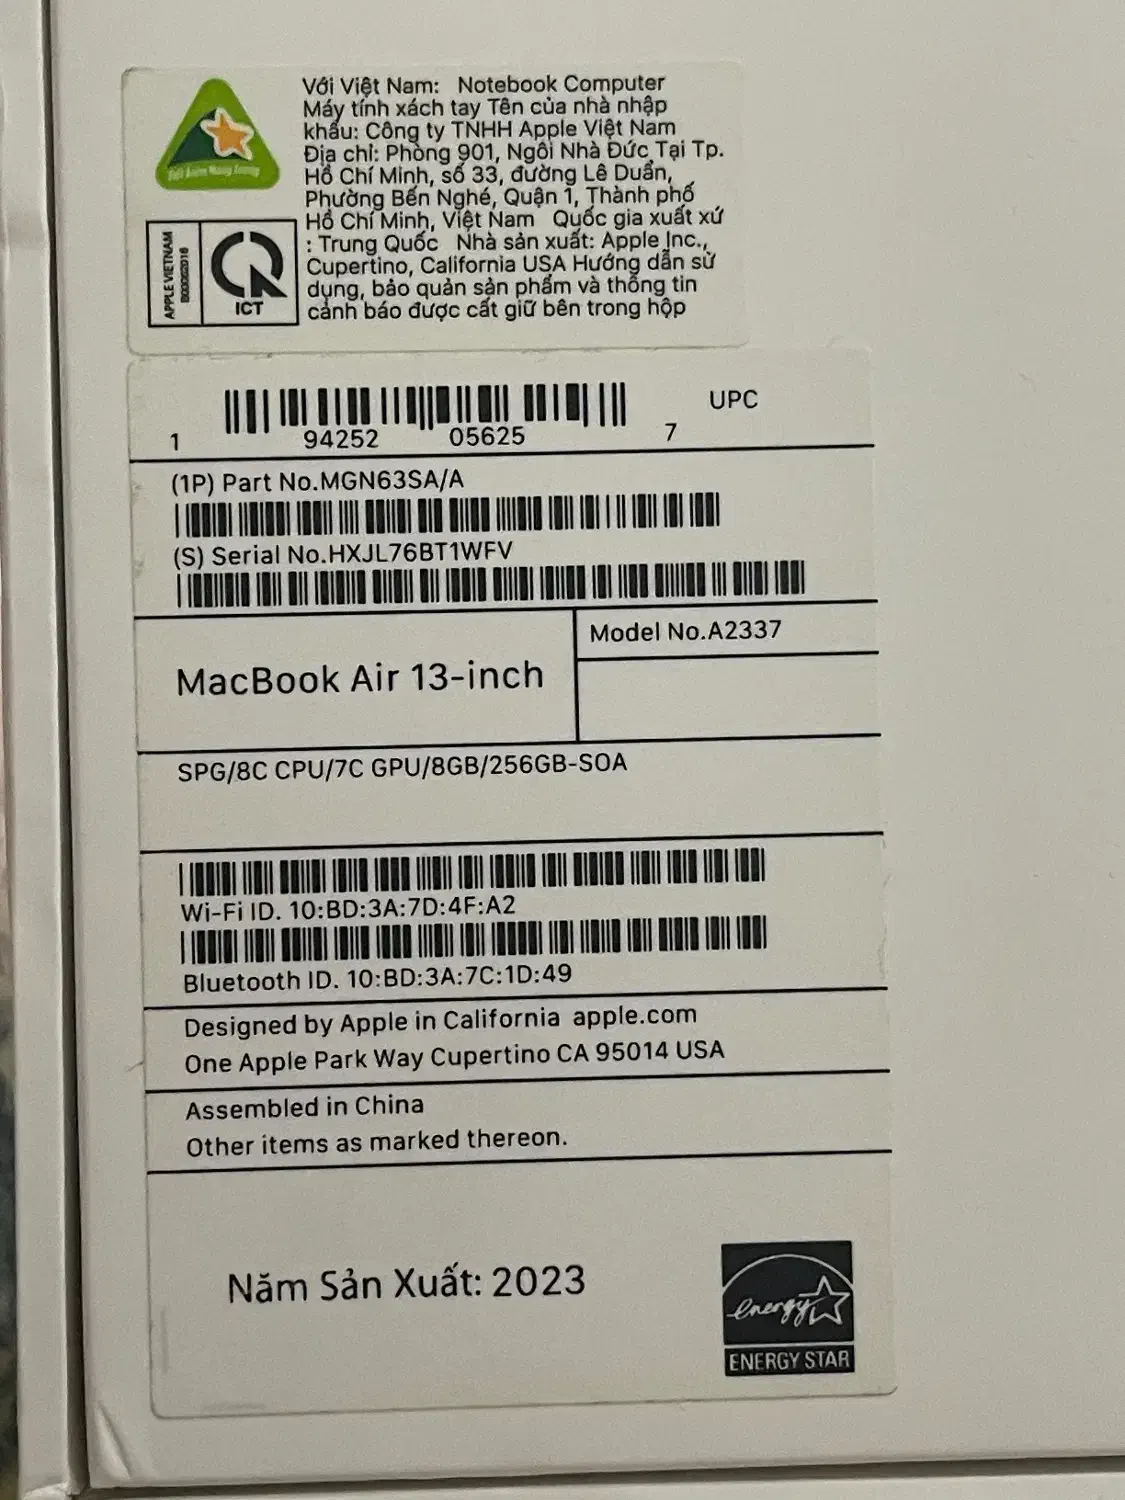 Với Việt Nam: Notebook Computer
Máy tính xách tay Tên của nhà nhập
khẩu: Công ty TNHH Apple Việt Nam
Địa chỉ: Phòng 901, Ngôi Nhà Đức Tại Tp.
Hồ Chí Minh, số 33, đường Lê Duẩn,
Phường Bến Nghé, Quận 1, Thành phố
Hồ Chí Minh, Việt Nam Quốc gia xuất xứ
: Trung Quốc Nhà sản xuất: Apple Inc.,
Cupertino, California USA Hướng dẫn sử
dụng, bảo quản sản phẩm và thông tin
cảnh báo được cất giữ bên trong hộp
Tiết kiệm Năng lượng
APPLE VIETNAM
ICT
UPC
1 94252 05625 7
(1P) Part No.MGN63SA/A
(S) Serial No.HXJL76BT1WFV
MacBook Air 13-inch
Model No.A2337
SPG/8C CPU/7C GPU/8GB/256GB-SOA
Wi-Fi ID. 10:BD:3A:7D:4F:A2
Bluetooth ID. 10:BD:3A:7C:1D:49
Designed by Apple in California apple.com
One Apple Park Way Cupertino CA 95014 USA
Assembled in China
Other items as marked thereon.
Năm Sản Xuất: 2023
energy
ENERGY STAR